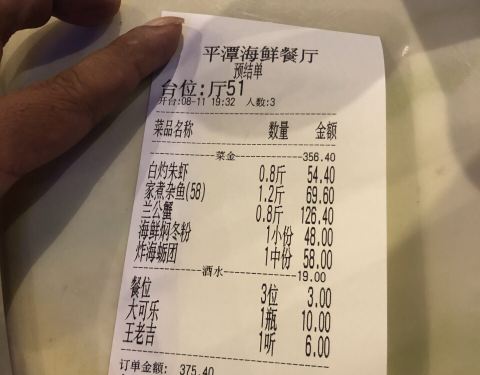 平潭海鲜餐厅
预结单
台位:厅51
开台:08-11 19:32 人数:3
菜品名称 数量 金额
菜金 356.40
白灼朱虾 0.8斤 54.40
家煮杂鱼(58) 1.2斤 69.60
兰公蟹 0.8斤 126.40
海鲜焖冬粉 1小份 48.00
炸海蛎团 1中份 58.00
酒水 19.00
餐位 3位 3.00
大可乐 1瓶 10.00
王老吉 1听 6.00
订单金额: 375.40